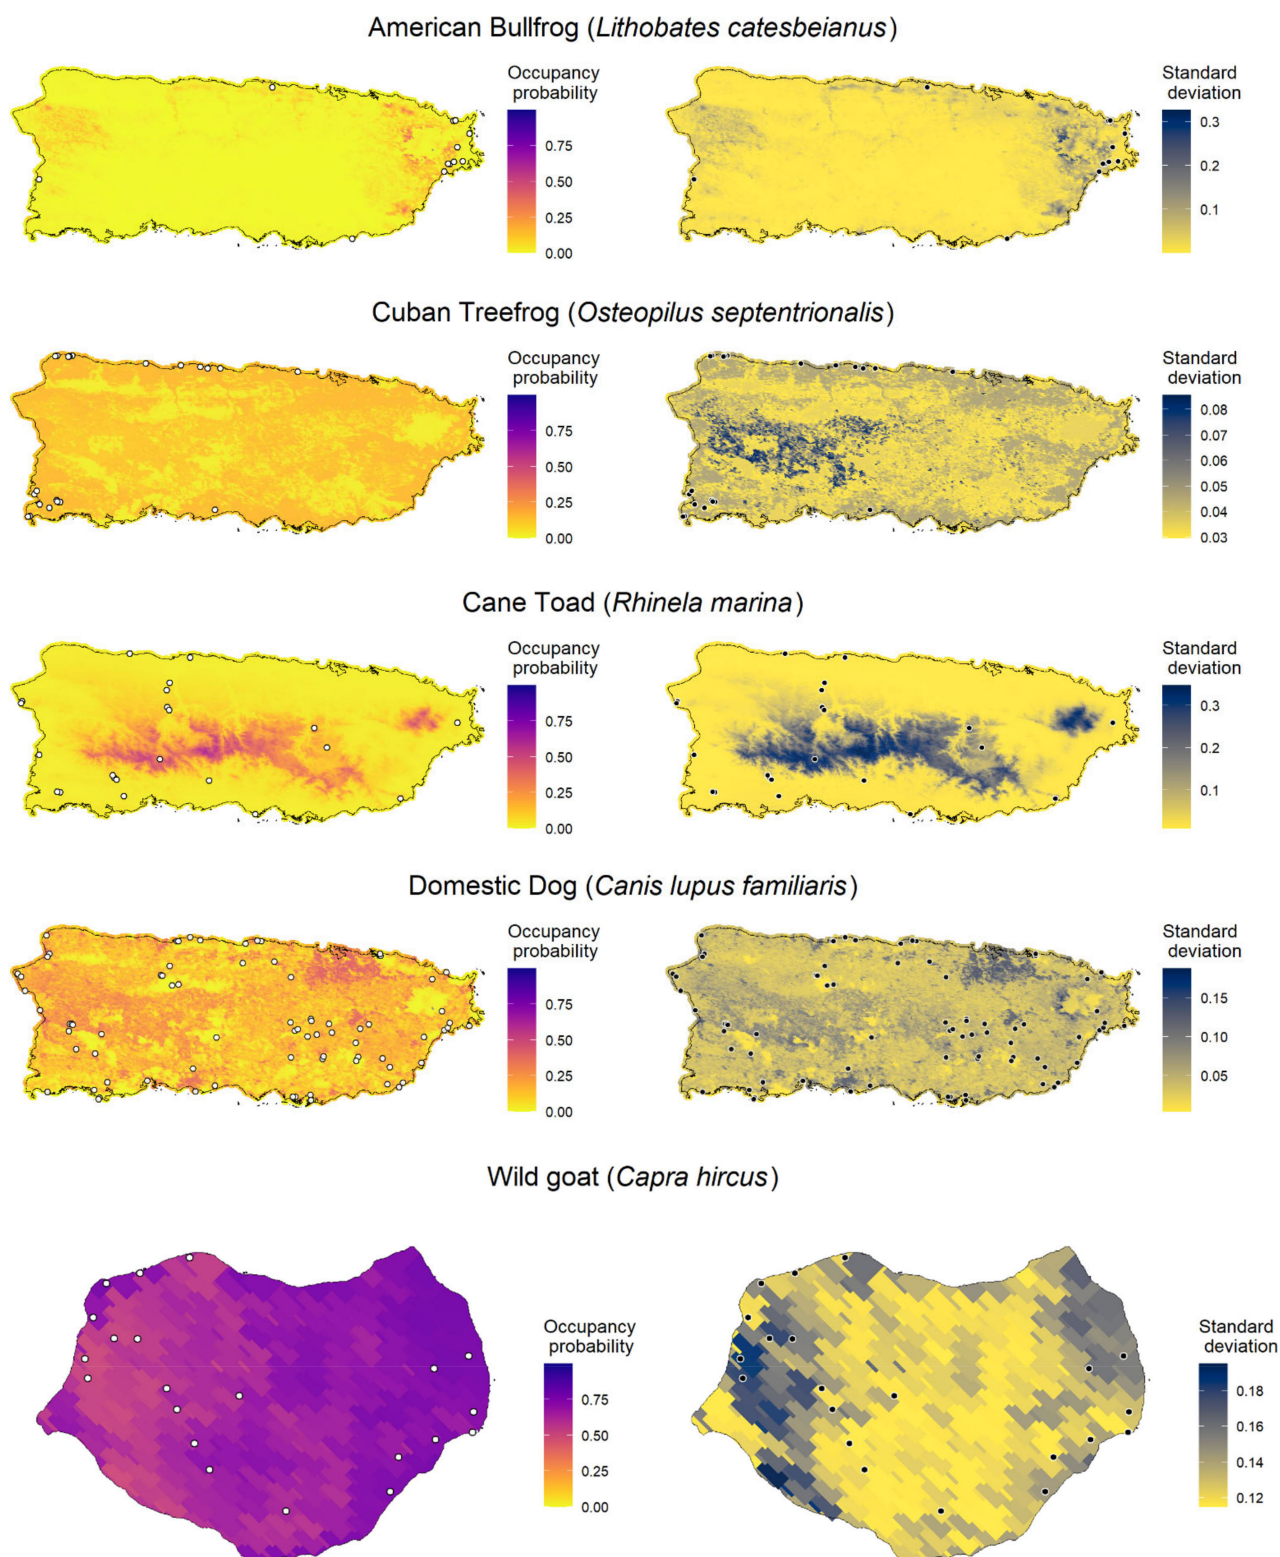 American Bullfrog (Lithobates catesbeianus)
Occupancy
probability
0.75
0.50
0.25
0.00
Standard
deviation
0.3
0.2
0.1
Cuban Treefrog (Osteopilus septentrionalis)
Occupancy
probability
0.75
0.50
0.25
0.00
Standard
deviation
0.08
0.07
0.06
0.05
0.04
0.03
Cane Toad (Rhinela marina)
Occupancy
probability
0.75
0.50
0.25
0.00
Standard
deviation
0.3
0.2
0.1
Domestic Dog (Canis lupus familiaris)
Occupancy
probability
0.75
0.50
0.25
0.00
Standard
deviation
0.15
0.10
0.05
Wild goat (Capra hircus)
Occupancy
probability
0.75
0.50
0.25
0.00
Standard
deviation
0.18
0.16
0.14
0.12